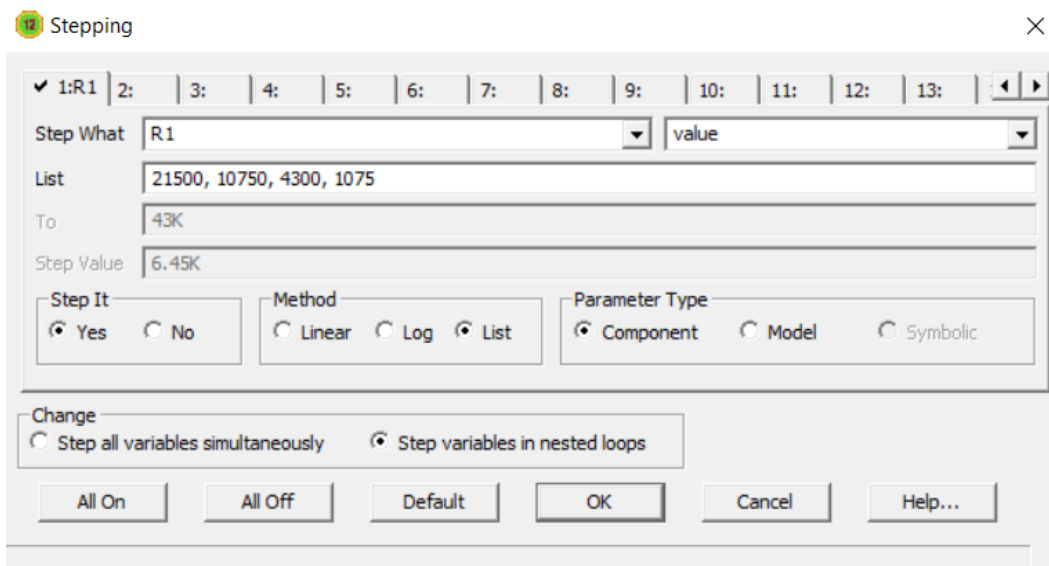 12 Stepping
1:R1 2: 3: 4: 5: 6: 7: 8: 9: 10: 11: 12: 13:
Step What R1 value
List 21500, 10750, 4300, 1075
To 43K
Step Value 6.45K
Step It Method Parameter Type
Yes No Linear Log List Component Model Symbolic
Change
Step all variables simultaneously Step variables in nested loops
All On All Off Default OK Cancel Help...